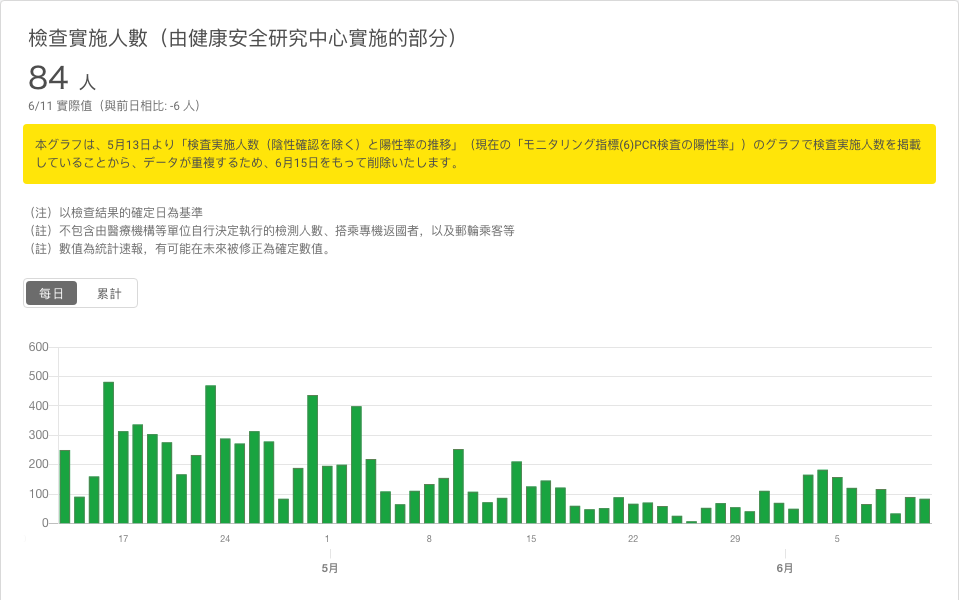 檢查實施人數（由健康安全研究中心實施的部分）
84 人
6/11 實際值（與前日相比: -6 人）
本グラフは、5月13日より「検査実施人数（陰性確認を除く）と陽性率の推移」（現在の「モニタリング指標(6)PCR検査の陽性率」）のグラフで検査実施人数を掲載
していることから、データが重複するため、6月15日をもって削除いたします。
（注）以檢查結果的確定日為基準
（註）不包含由醫療機構等單位自行決定執行的檢測人數、搭乘專機返國者，以及郵輪乘客等
（註）數值為統計速報，有可能在未來被修正為確定數值。
每日 累計
600
500
400
300
200
100
0
17 24 1 8 15 22 29 5
5月 6月